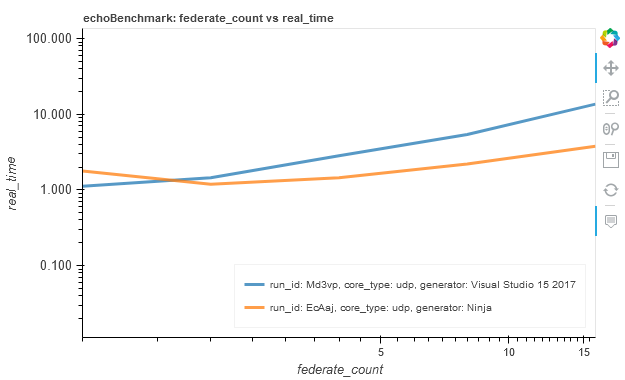 echoBenchmark: federate_count vs real_time
100.000
10.000
1.000
0.100
real_time
run_id: Md3vp, core_type: udp, generator: Visual Studio 15 2017
run_id: EcAaj, core_type: udp, generator: Ninja
5
10
15
federate_count